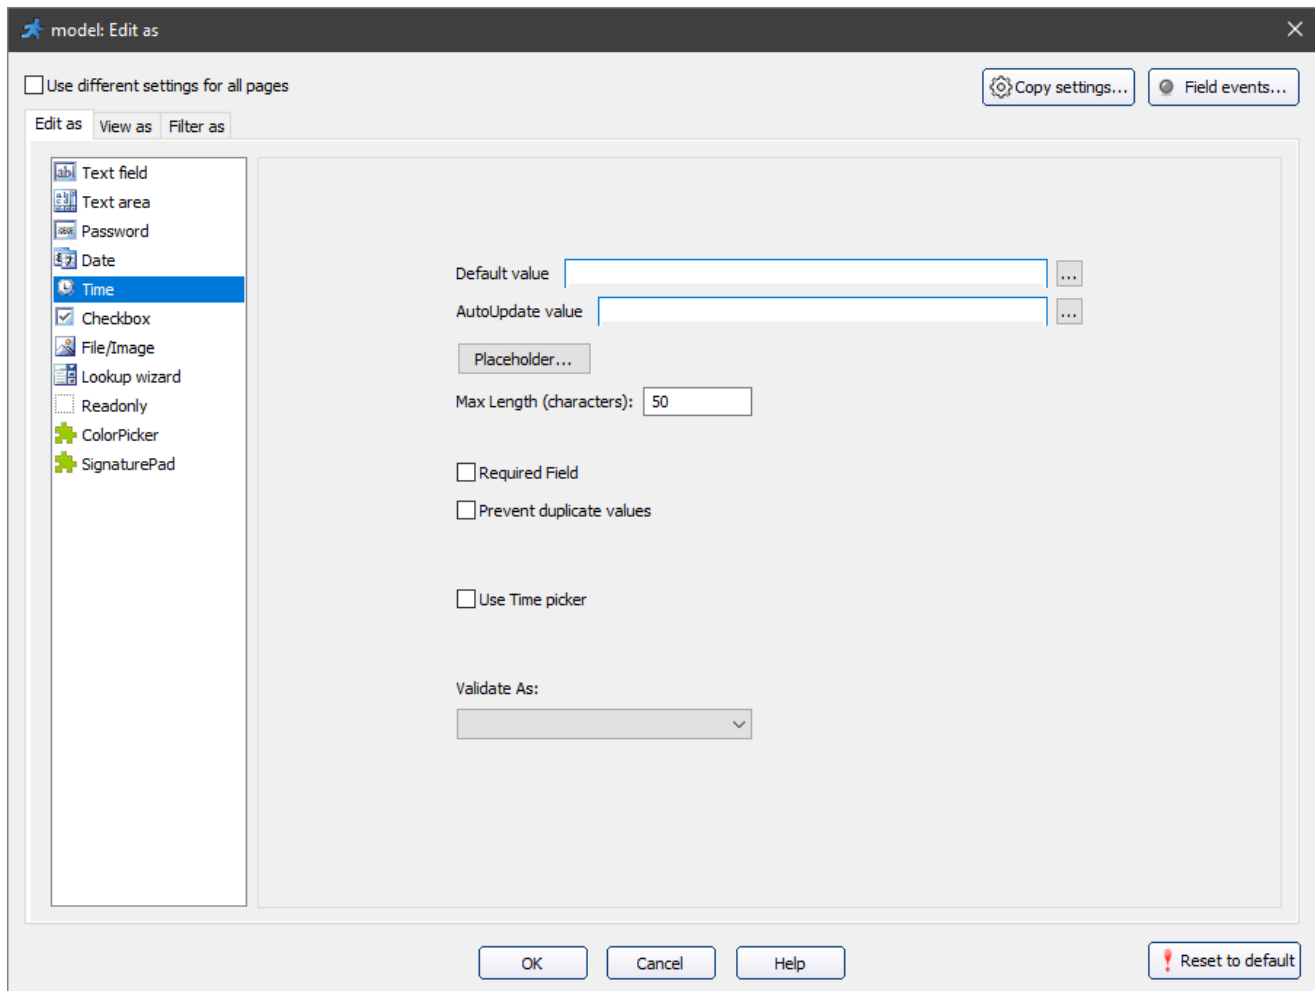 model: Edit as
Use different settings for all pages
Copy settings...
Field events...
Edit as
View as
Filter as
Text field
Text area
Password
Date
Time
Checkbox
File/Image
Lookup wizard
Readonly
ColorPicker
SignaturePad
Default value
...
AutoUpdate value
...
Placeholder...
Max Length (characters): 50
Required Field
Prevent duplicate values
Use Time picker
Validate As:
OK
Cancel
Help
Reset to default